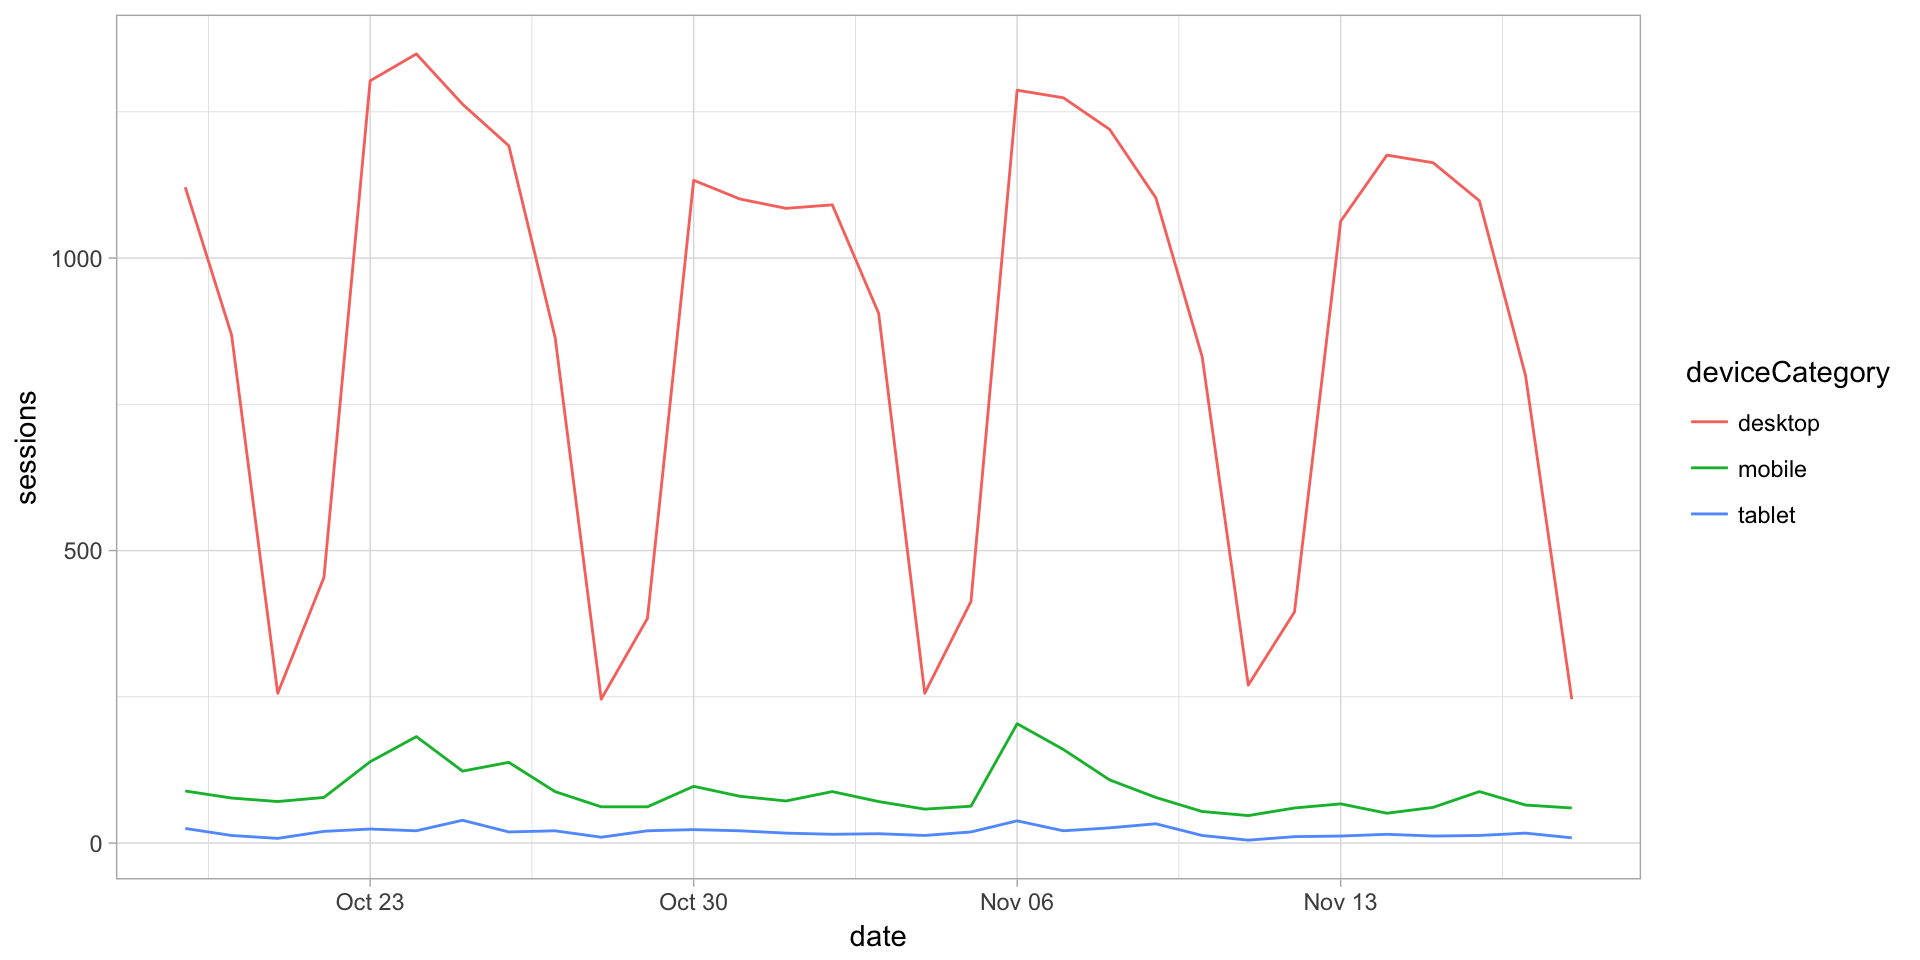 sessions
1000
500
0
Oct 23
Oct 30
Nov 06
Nov 13
date
deviceCategory
desktop
mobile
tablet